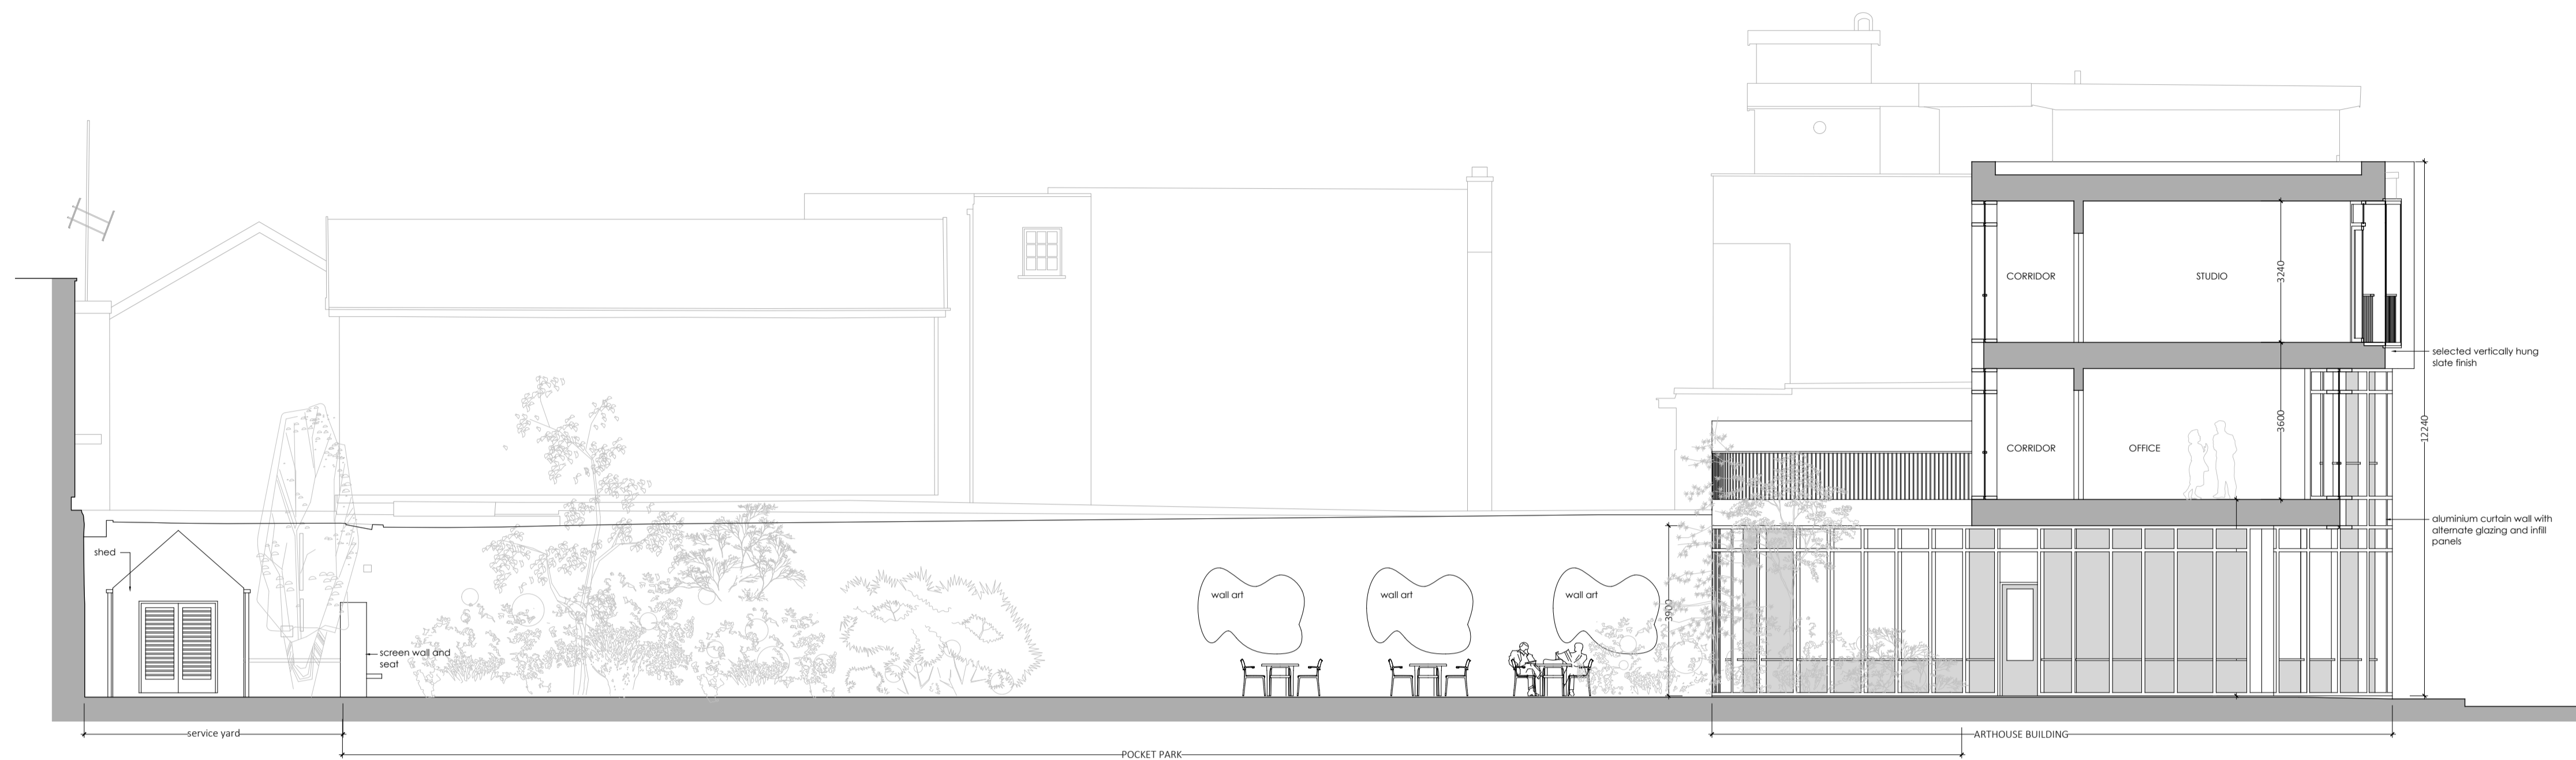 CORRIDOR
STUDIO
3240
selected vertically hung
slate finish
12240
3600
CORRIDOR
OFFICE
aluminium curtain wall with
alternate glazing and infill
panels
shed
wall art
wall art
wall art
3900
screen wall and
seat
service yard
ARTHOUSE BUILDING
POCKET PARK